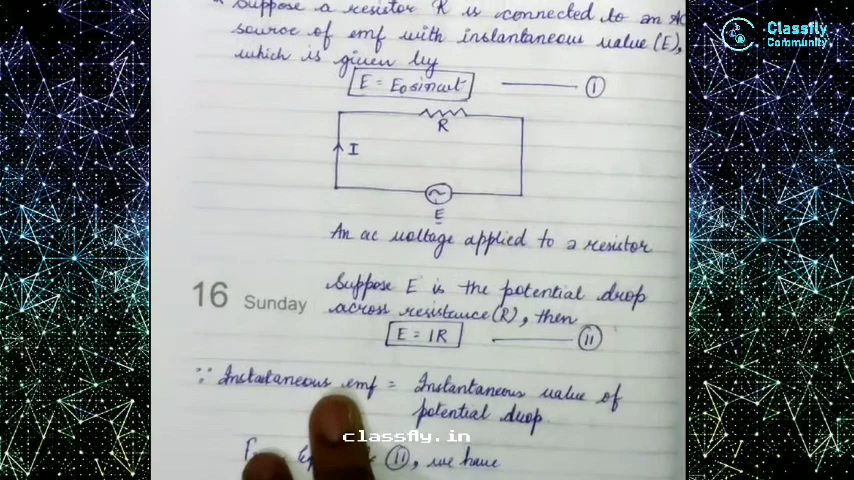 Suppose a resistor R is connected to an AC
source of emf with instantaneous value (E),
which is given by
E = E₀ sinωt ——— (i)
R
I
E
An ac voltage applied to a resistor
16 Sunday
Suppose E is the potential drop
across resistance (R), then
E = IR ——— (ii)
∵ Instantaneous emf = Instantaneous value of
potential drop.
(ii), we have
classfly.in
Classfly
Community